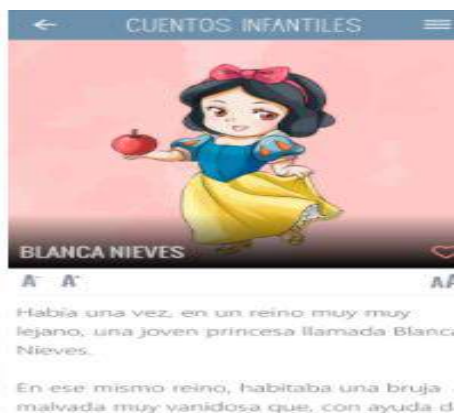 CUENTOS INFANTILES
BLANCA NIEVES
A- A+
AA
Había una vez, en un reino muy muy
lejano, una joven princesa llamada Blanca
Nieves.
En ese mismo reino, habitaba una bruja
malvada muy vanidosa que, con ayuda d